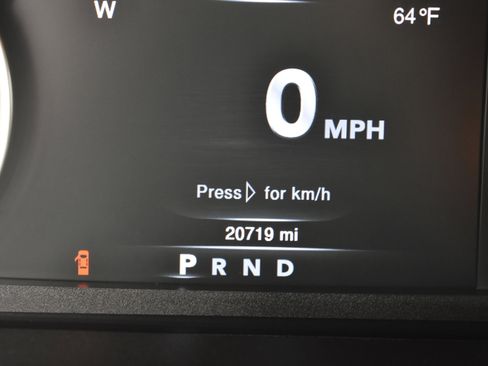 W 64°F
0 MPH
Press for km/h
20719 mi
P R N D